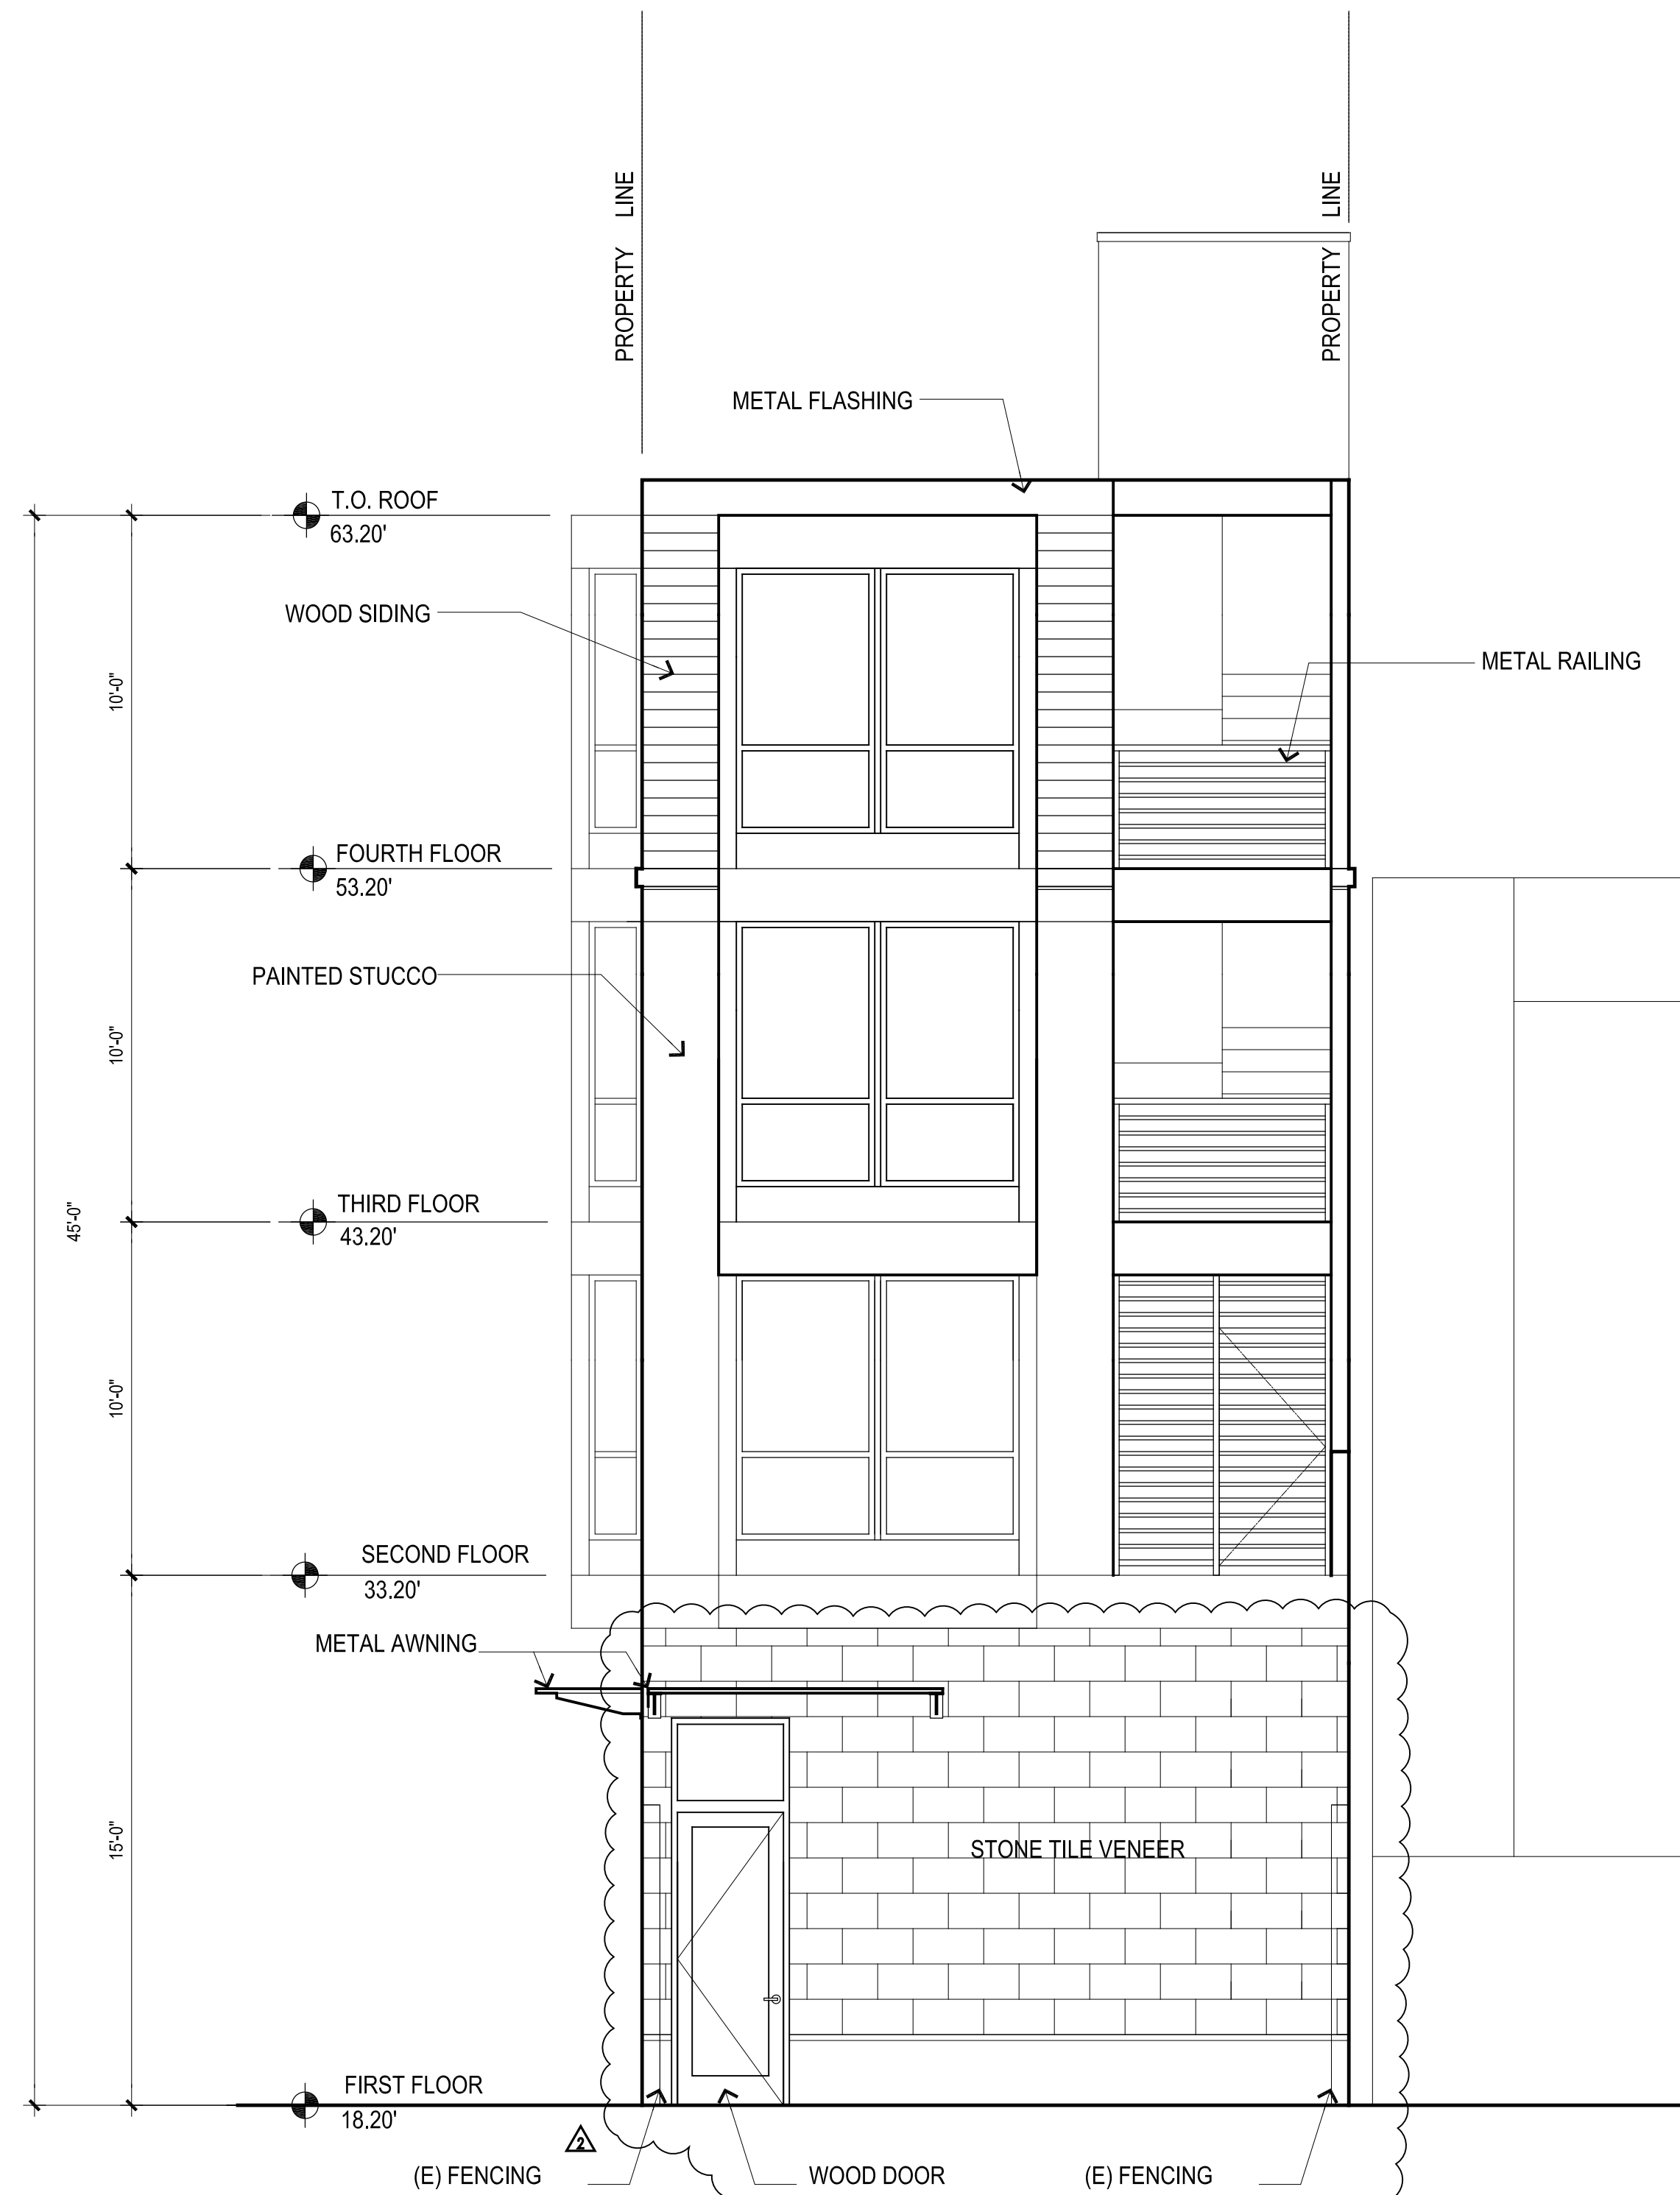 PROPERTY LINE
PROPERTY LINE
METAL FLASHING
T.O. ROOF
63.20'
WOOD SIDING
METAL RAILING
10'-0"
FOURTH FLOOR
53.20'
PAINTED STUCCO
10'-0"
THIRD FLOOR
43.20'
45'-0"
10'-0"
SECOND FLOOR
33.20'
METAL AWNING
15'-0"
STONE TILE VENEER
FIRST FLOOR
18.20'
2
(E) FENCING
WOOD DOOR
(E) FENCING